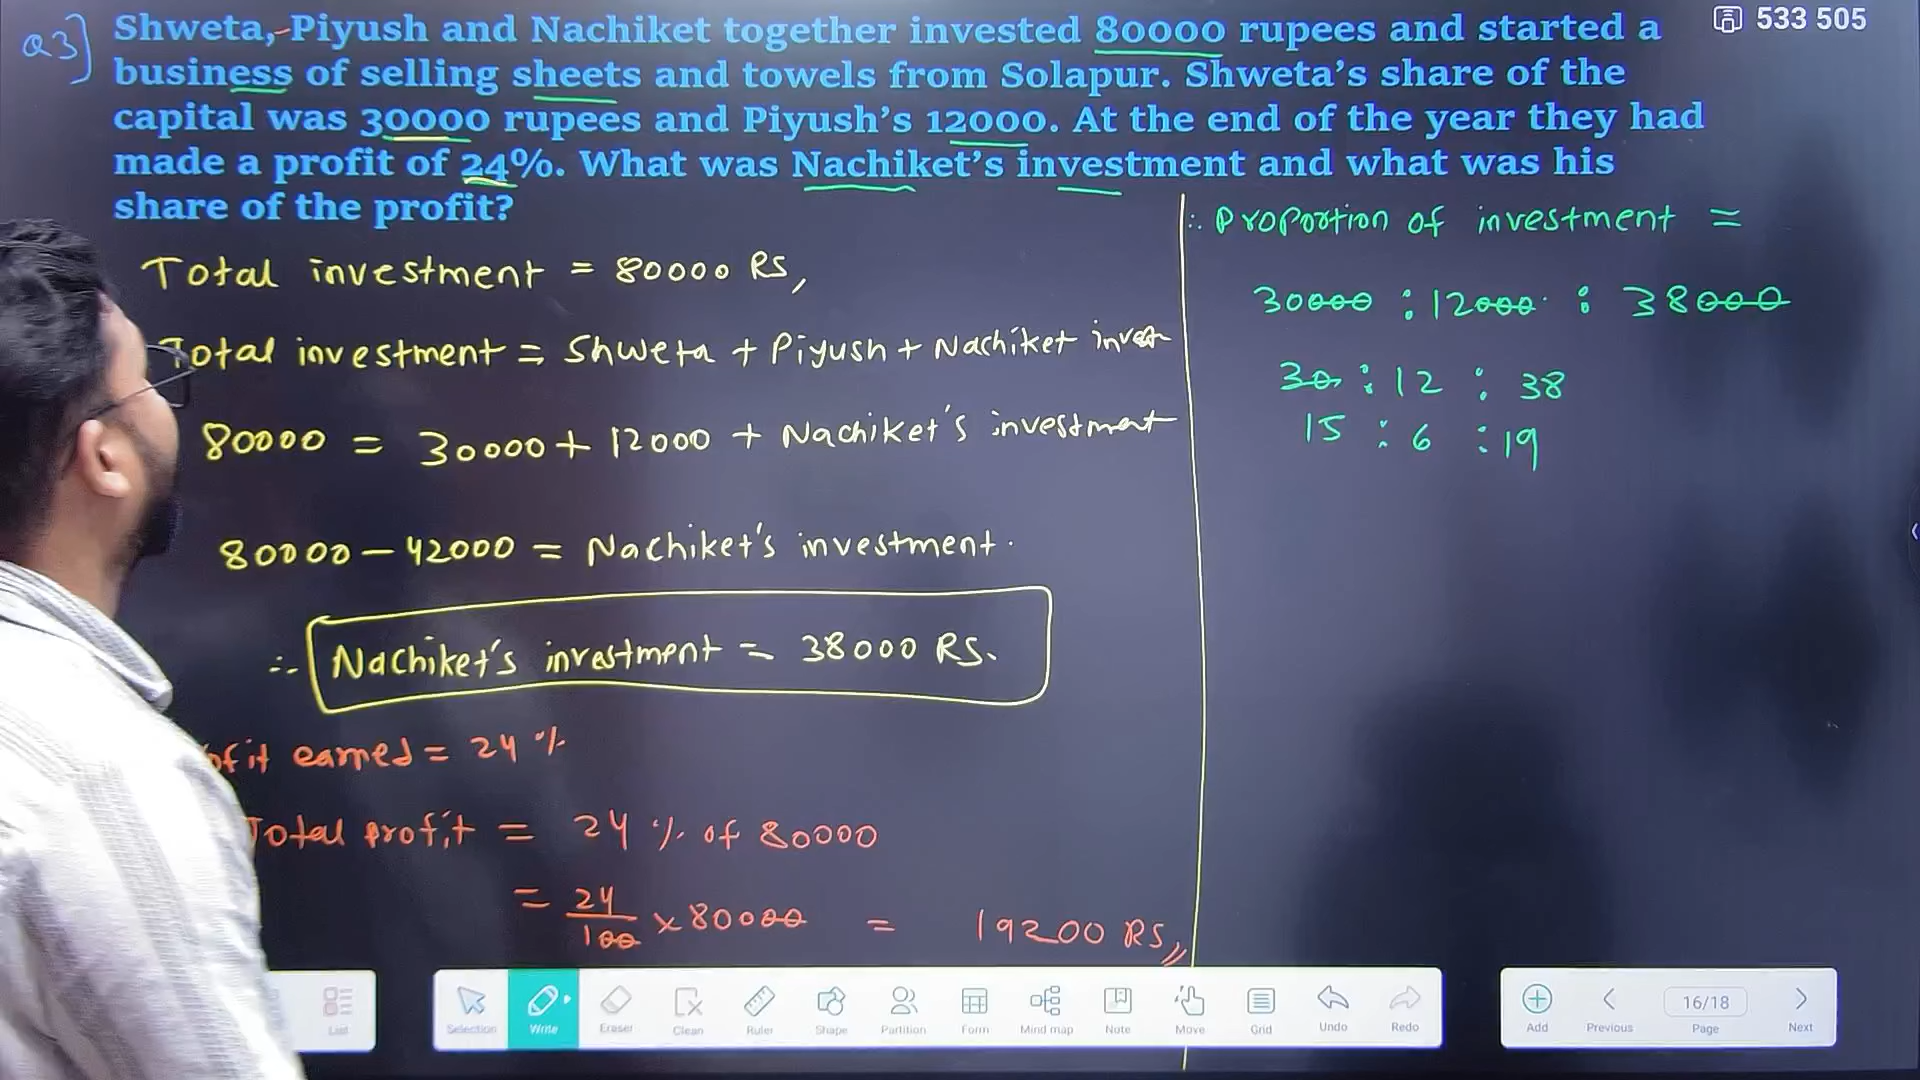 Q3] Shweta, Piyush and Nachiket together invested 80000 rupees and started a
business of selling sheets and towels from Solapur. Shweta's share of the
capital was 30000 rupees and Piyush's 12000. At the end of the year they had
made a profit of 24%. What was Nachiket's investment and what was his
share of the profit?
533 505
Total investment = 80000 RS,
Total investment = Shweta + Piyush + Nachiket
80000 = 30000 + 12000 + Nachiket's investment
80000 - 42000 = Nachiket's investment.
∴ Nachiket's investment = 38000 RS.
ofit earned = 24 %
Total profit = 24 % of 80000
= 24/100 × 80000 = 19200 RS,,
∴ Proportion of investment =
30000 : 12000 : 38000
30 : 12 : 38
15 : 6 : 19
List
Selection Write Eraser Clean Ruler Shape Partition Form Mind map Note Move Grid Undo Redo
16/18
Add Previous Page Next